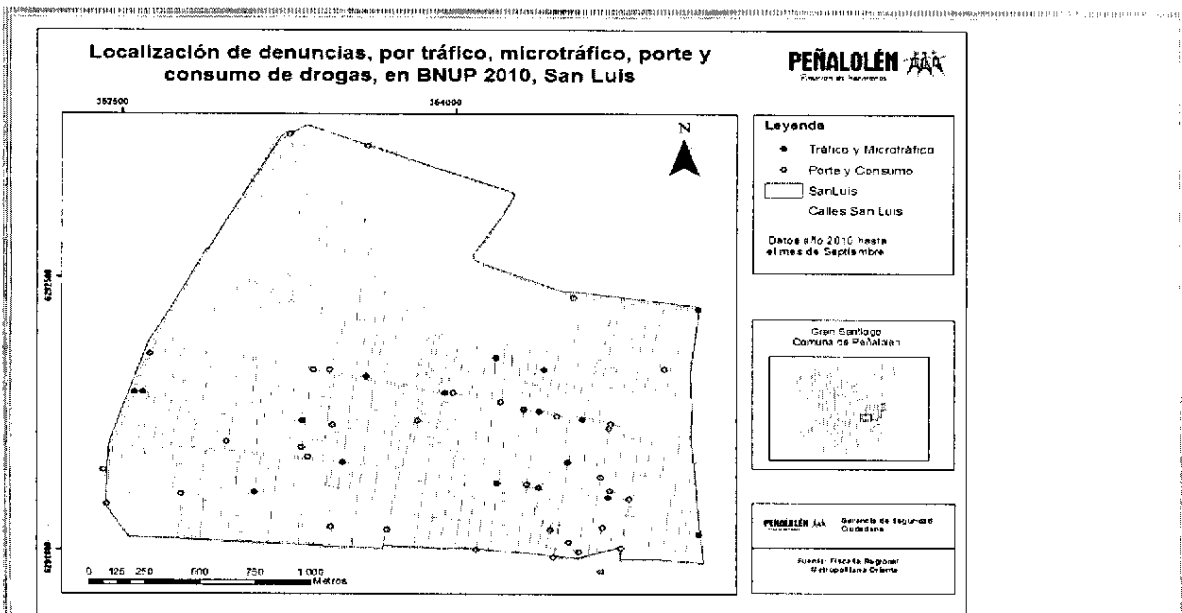 Localización de denuncias, por tráfico, microtráfico, porte y
consumo de drogas, en BNUP 2010, San Luis
PEÑALOLÉN
357500
364000
N
Leyenda
Tráfico y Microtráfico
Porte y Consumo
SanLuis
Calles San Luis
Datos año 2010 hasta
el mes de Septiembre
6292500
Gran Santiago
Comuna de Peñalolén
PEÑALOLÉN
Gerencia de Seguridad
Ciudadana
Fuente: Fiscalía Regional
Metropolitana Oriente
0 125 250 500 750 1.000
Metros